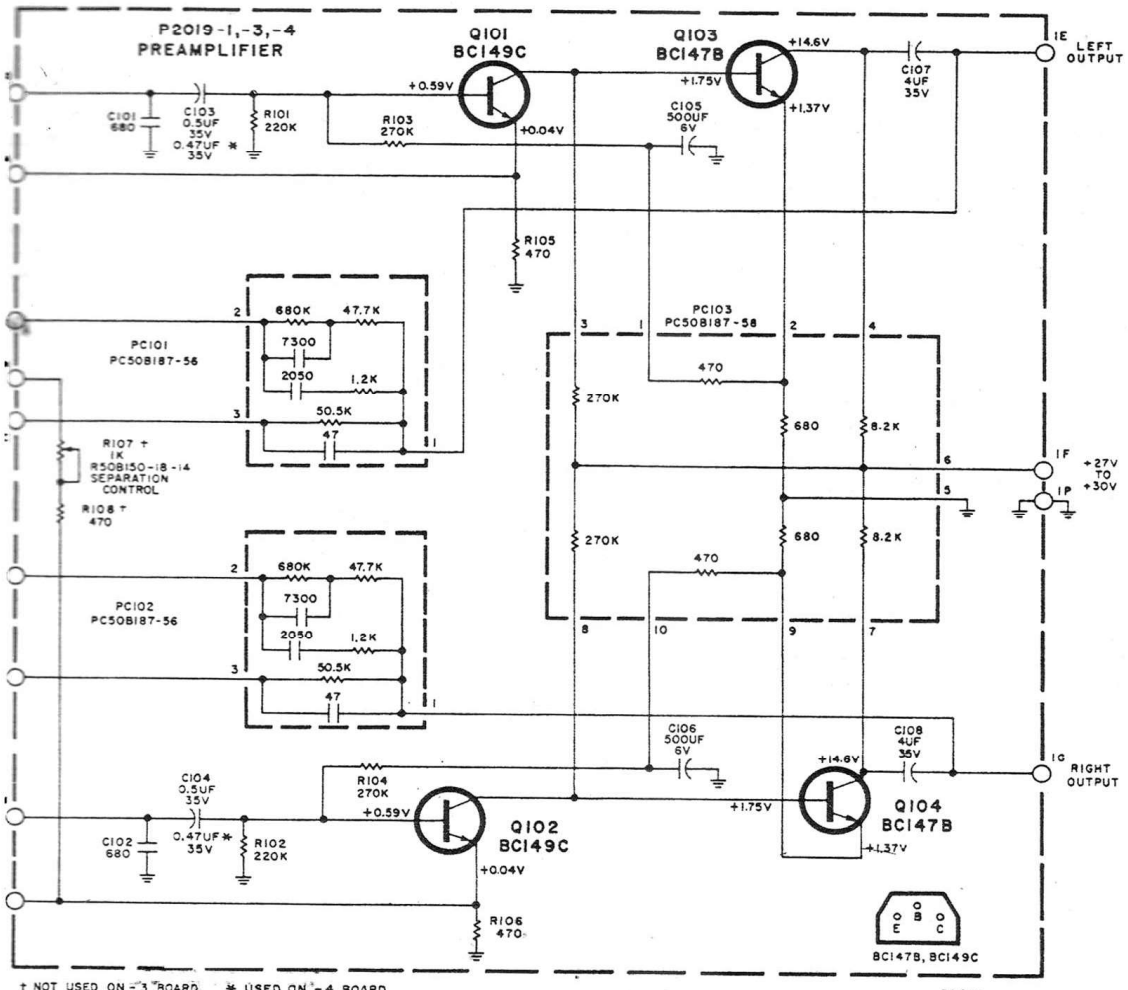 P2019-1,-3,-4
PREAMPLIFIER
Q101
BC149C
Q103
BC147B
+14.6V
1E
LEFT
OUTPUT
+0.59V
+1.75V
C107
4UF
35V
C101
680
C103
0.5UF
35V
0.47UF *
35V
R101
220K
R103
270K
+0.04V
C105
500UF
6V
+1.37V
R105
470
2
680K
47.7K
7300
2050
1.2K
PC101
PC50B187-56
3
50.5K
47
1
R107 †
1K
R50B150-18-14
SEPARATION
CONTROL
R108 †
470
PC103
PC50B187-58
3
1
2
4
470
270K
680
8.2K
6
5
1F
+27V
TO
+30V
1P
270K
470
680
8.2K
8
10
9
7
2
680K
47.7K
7300
2050
1.2K
PC102
PC50B187-56
3
50.5K
47
1
C106
500UF
6V
C108
4UF
35V
1G
RIGHT
OUTPUT
+14.6V
C104
0.5UF
35V
0.47UF *
35V
R104
270K
+0.59V
+1.75V
Q104
BC147B
C102
680
R102
220K
Q102
BC149C
+0.04V
+1.37V
R106
470
B
E
C
BC147B, BC149C
† NOT USED ON -3 BOARD
* USED ON -4 BOARD